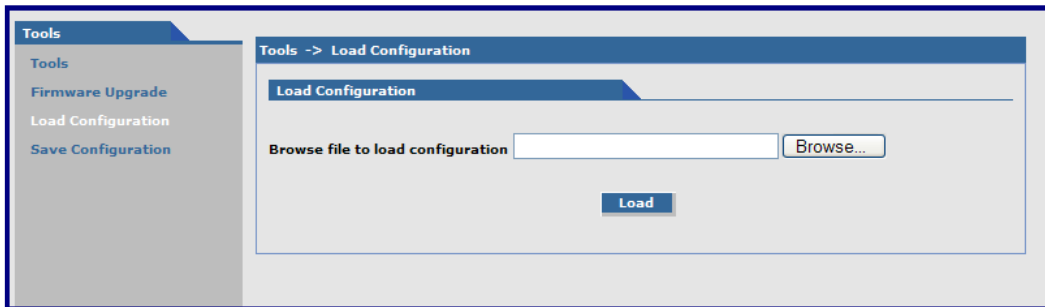 Tools
Tools
Firmware Upgrade
Load Configuration
Save Configuration
Tools -> Load Configuration
Load Configuration
Browse file to load configuration Browse...
Load